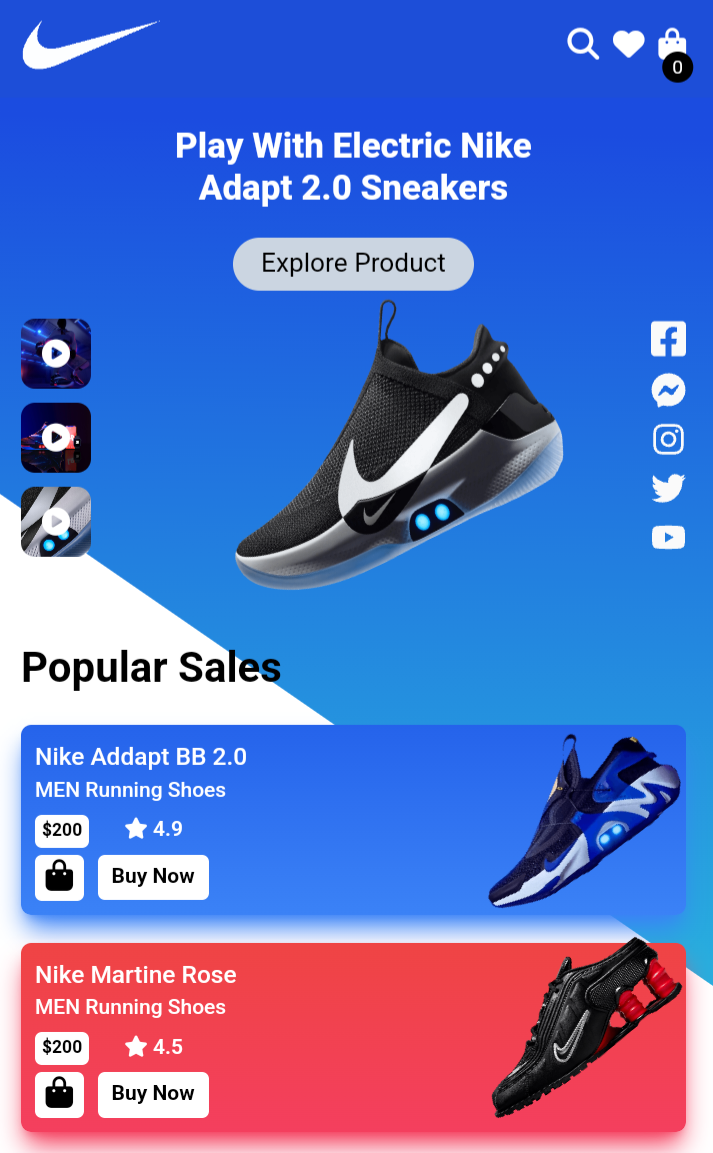 0
Play With Electric Nike
Adapt 2.0 Sneakers
Explore Product
Popular Sales
Nike Addapt BB 2.0
MEN Running Shoes
$200
4.9
Buy Now
Nike Martine Rose
MEN Running Shoes
$200
4.5
Buy Now